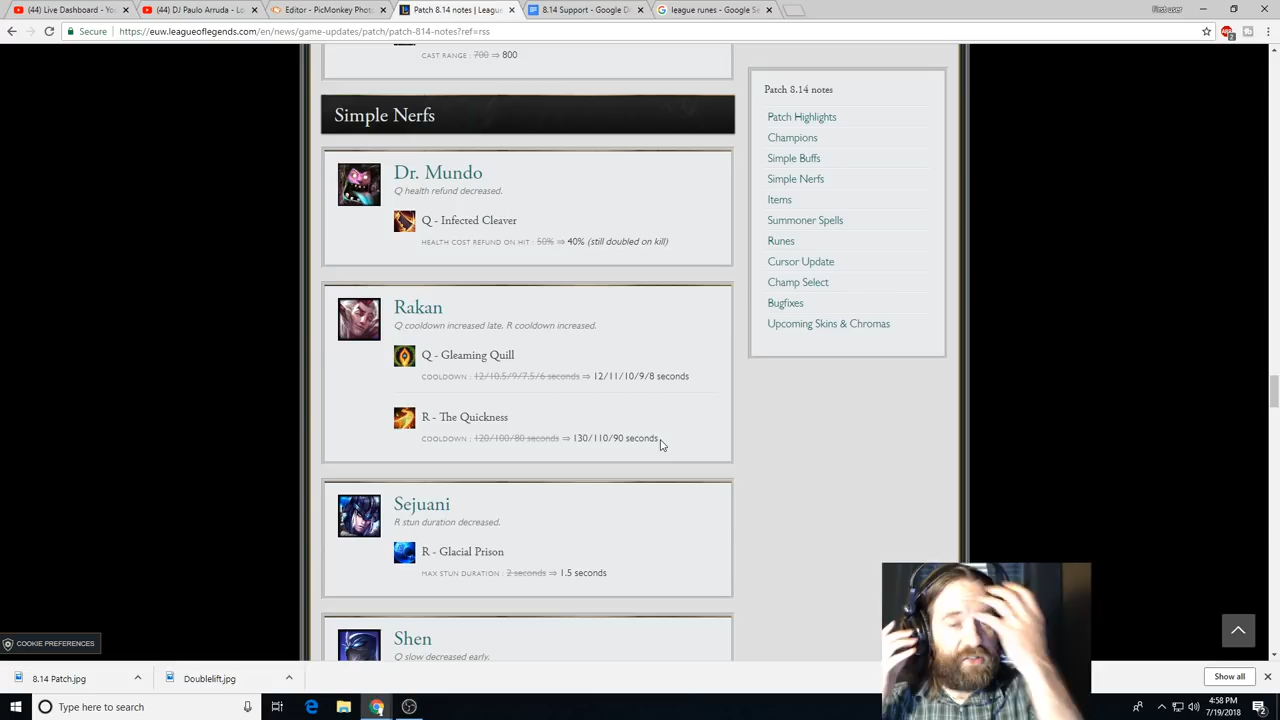 (44) Live Dashboard - You
(44) DJ Paulo Arruda - Lo
Editor - PicMonkey Phot
Patch 8.14 notes | Leagu
8.14 Support - Google D
league runes - Google Se
First user
Secure
https://euw.leagueoflegends.com/en/news/game-updates/patch/patch-814-notes?ref=rss
CAST RANGE : 700 ⇒ 800
Simple Nerfs
Dr. Mundo
Q health refund decreased.
Q - Infected Cleaver
HEALTH COST REFUND ON HIT : 50% ⇒ 40% (still doubled on kill)
Rakan
Q cooldown increased late. R cooldown increased.
Q - Gleaming Quill
COOLDOWN : 12/10.5/9/7.5/6 seconds ⇒ 12/11/10/9/8 seconds
R - The Quickness
COOLDOWN : 120/100/80 seconds ⇒ 130/110/90 seconds
Sejuani
R stun duration decreased.
R - Glacial Prison
MAX STUN DURATION : 2 seconds ⇒ 1.5 seconds
Shen
Q slow decreased early.
Patch 8.14 notes
Patch Highlights
Champions
Simple Buffs
Simple Nerfs
Items
Summoner Spells
Runes
Cursor Update
Champ Select
Bugfixes
Upcoming Skins & Chromas
COOKIE PREFERENCES
8.14 Patch.jpg
Doublelift.jpg
Show all
Type here to search
4:58 PM
7/19/2018